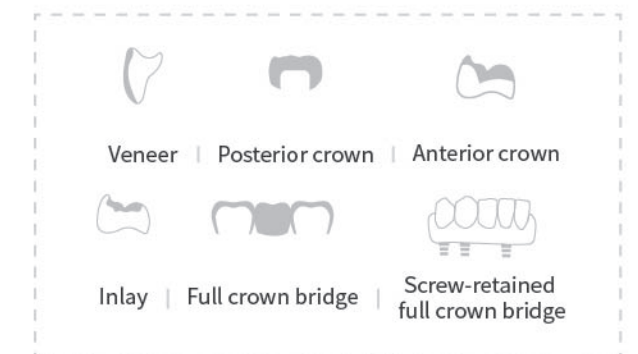 Veneer | Posterior crown | Anterior crown
Inlay | Full crown bridge | Screw-retained
full crown bridge